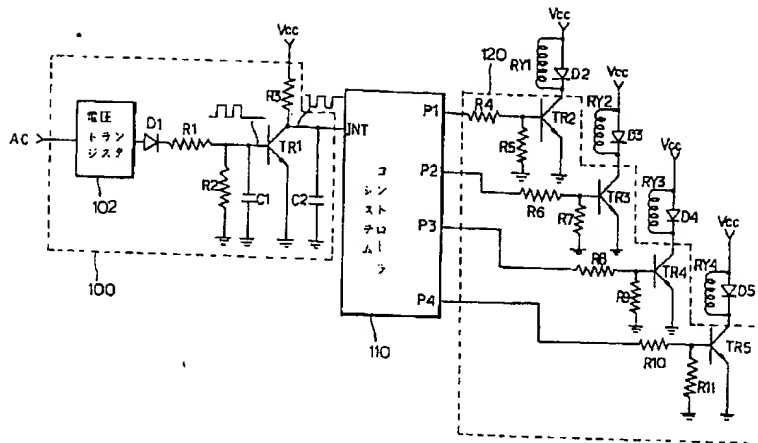 Vcc
120
RY1
D2
Vcc
Vcc
R3
P1
R4
RY2
D3
AC
電圧
トラン
ジスタ
D1
R1
TR1
INT
R5
TR2
Vcc
102
R2
C1
C2
コントローラ
システム
P2
R6
R7
TR3
RY3
D4
Vcc
P3
R8
R9
TR4
RY4
D5
100
P4
R10
R11
TR5
110